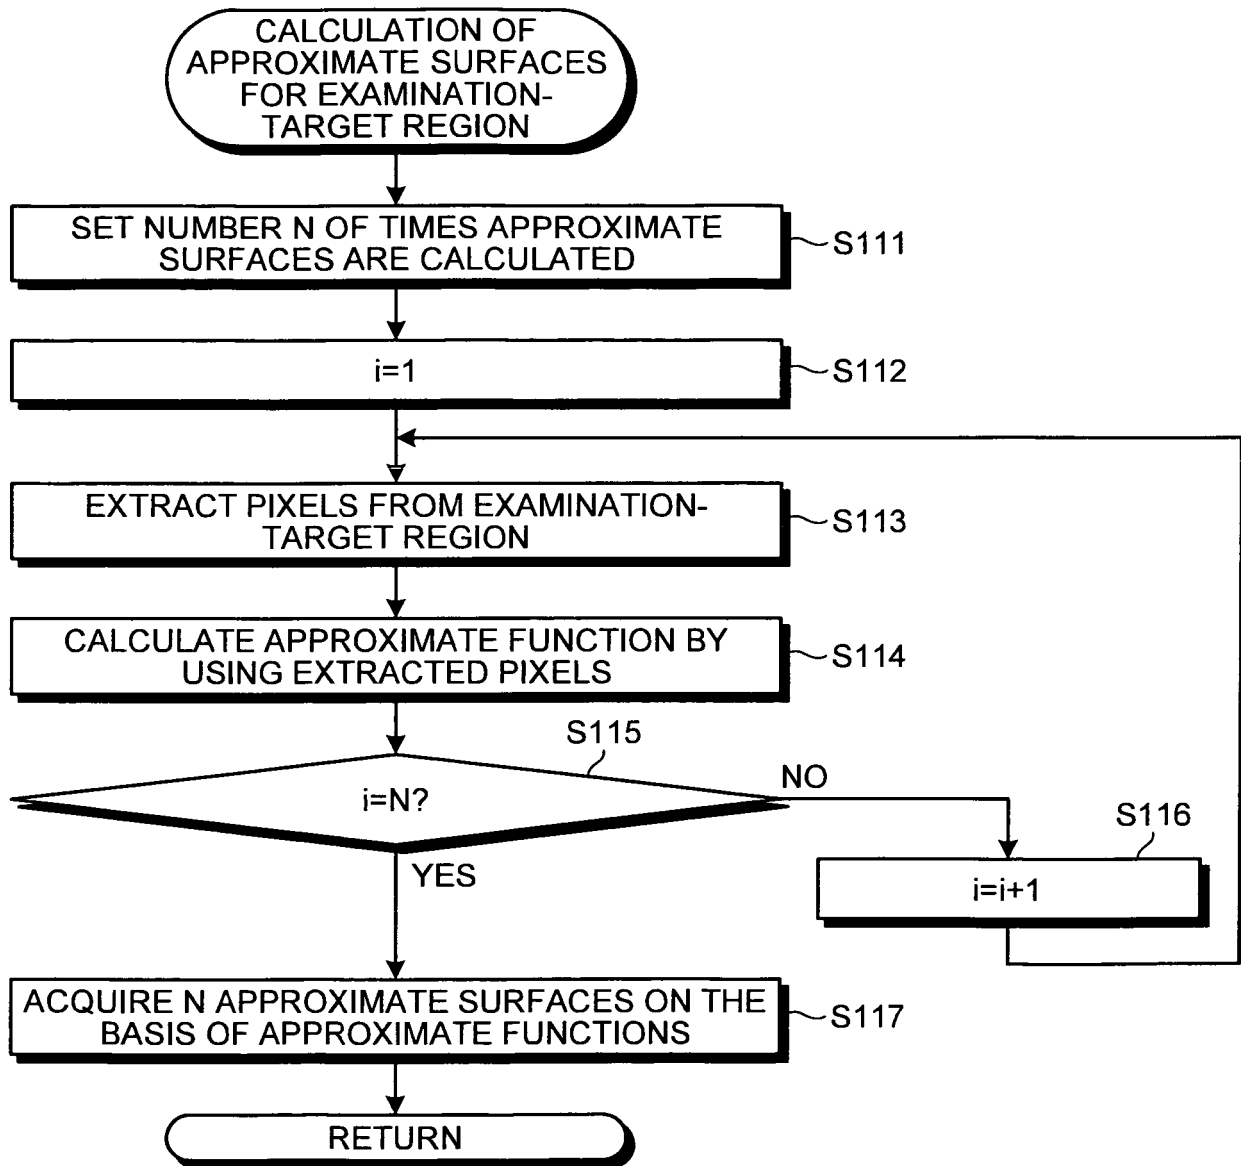 CALCULATION OF
APPROXIMATE SURFACES
FOR EXAMINATION-
TARGET REGION
SET NUMBER N OF TIMES APPROXIMATE
SURFACES ARE CALCULATED
S111
i=1
S112
EXTRACT PIXELS FROM EXAMINATION-
TARGET REGION
S113
CALCULATE APPROXIMATE FUNCTION BY
USING EXTRACTED PIXELS
S114
S115
i=N?
NO
YES
S116
i=i+1
ACQUIRE N APPROXIMATE SURFACES ON THE
BASIS OF APPROXIMATE FUNCTIONS
S117
RETURN